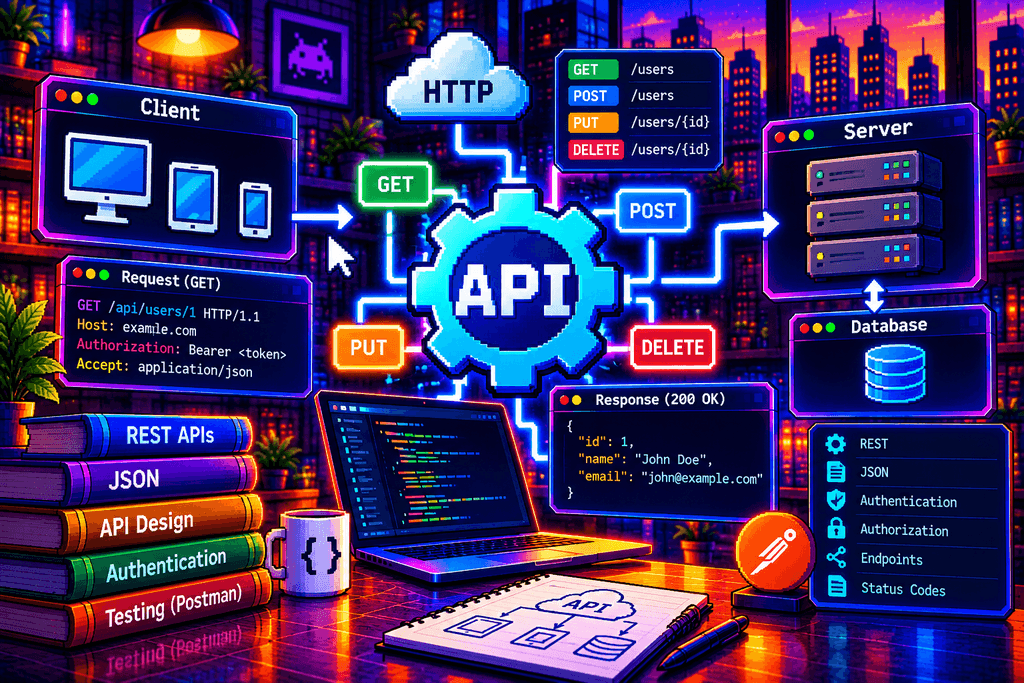 Client
HTTP
GET /users
POST /users
PUT /users/{id}
DELETE /users/{id}
Server
GET
POST
API
PUT
DELETE
Request (GET)
GET /api/users/1 HTTP/1.1
Host: examle.com
Authorization: Bearer <token>
Accept: application/json
Database
Response (200 OK)
{
"id": 1,
"name": "John Doe",
"email": "john@example.com"
}
REST APIs
JSON
API Design
Authentication
Testing (Postman)
{}
API
REST
JSON
Authentication
Authorization
Endpoints
Status Codes